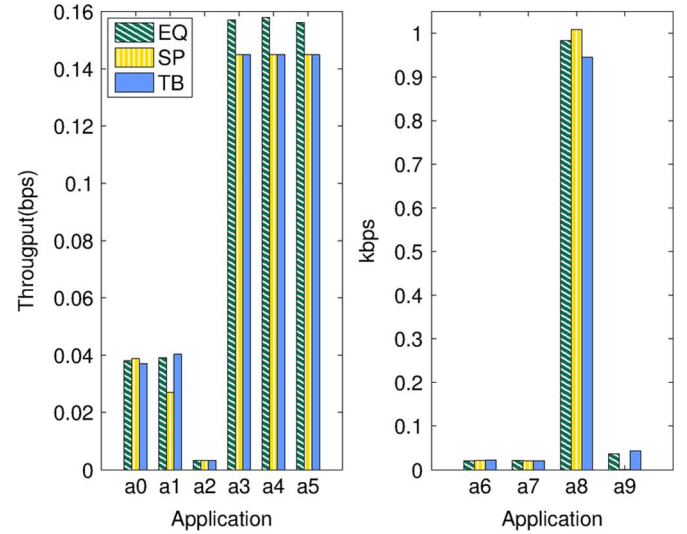 0.16
0.14
0.12
0.1
0.08
0.06
0.04
0.02
0
Througput(bps)
EQ
SP
TB
a0 a1 a2 a3 a4 a5
Application
1
0.9
0.8
0.7
0.6
0.5
0.4
0.3
0.2
0.1
0
kbps
a6 a7 a8 a9
Application